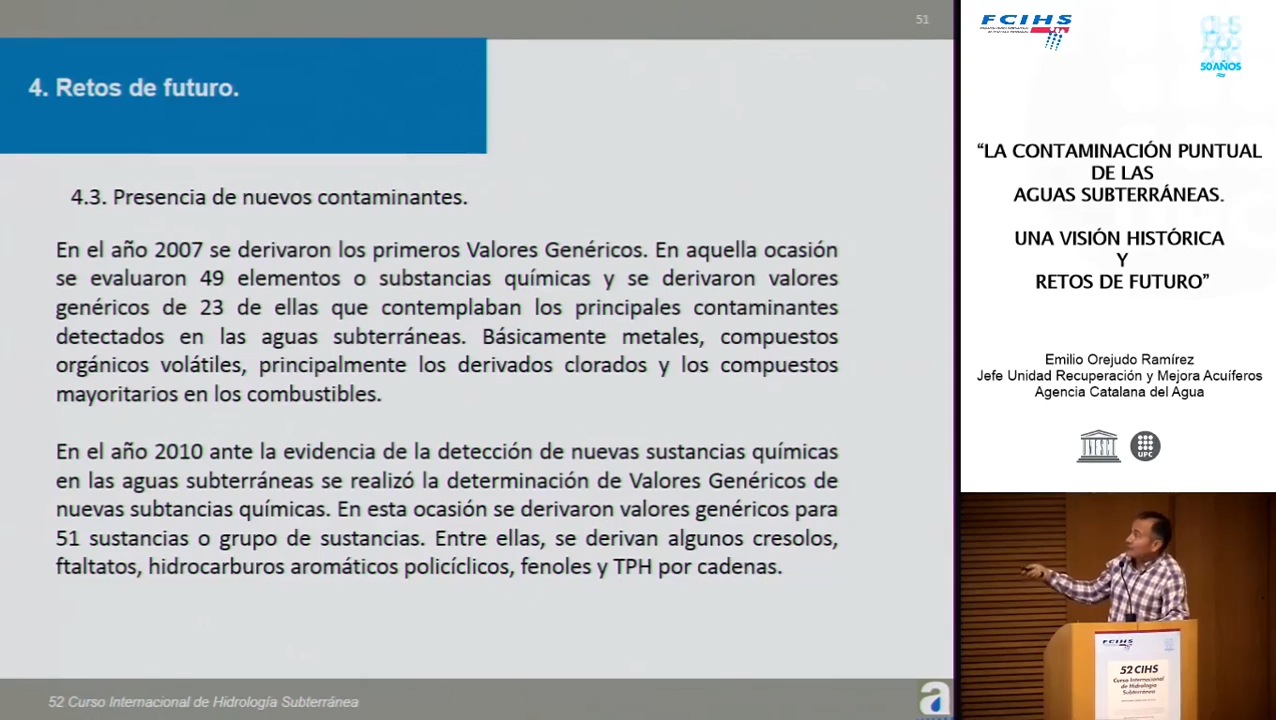 51
4. Retos de futuro.
4.3. Presencia de nuevos contaminantes.
En el año 2007 se derivaron los primeros Valores Genéricos. En aquella ocasión
se evaluaron 49 elementos o substancias químicas y se derivaron valores
genéricos de 23 de ellas que contemplaban los principales contaminantes
detectados en las aguas subterráneas. Básicamente metales, compuestos
orgánicos volátiles, principalmente los derivados clorados y los compuestos
mayoritarios en los combustibles.
En el año 2010 ante la evidencia de la detección de nuevas sustancias químicas
en las aguas subterráneas se realizó la determinación de Valores Genéricos de
nuevas subtancias químicas. En esta ocasión se derivaron valores genéricos para
51 sustancias o grupo de sustancias. Entre ellas, se derivan algunos cresolos,
ftaltatos, hidrocarburos aromáticos policíclicos, fenoles y TPH por cadenas.
52 Curso Internacional de Hidrología Subterránea
a
FCIHS
50 AÑOS
“LA CONTAMINACIÓN PUNTUAL
DE LAS
AGUAS SUBTERRÁNEAS.
UNA VISIÓN HISTÓRICA
Y
RETOS DE FUTURO”
Emilio Orejudo Ramírez
Jefe Unidad Recuperación y Mejora Acuíferos
Agencia Catalana del Agua
UNESCO
UPC
FCIHS
52 CIHS
Curso Internacional
de Hidrología
Subterránea